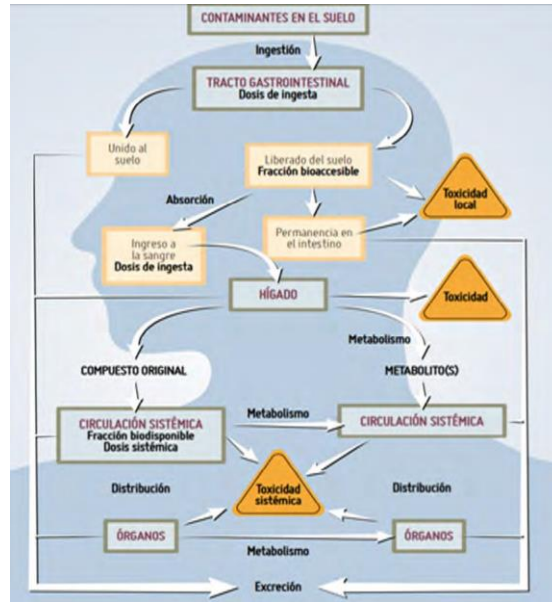 CONTAMINANTES EN EL SUELO
Ingestión
TRACTO GASTROINTESTINAL
Dosis de ingesta
Unido al
suelo
Liberado del suelo
Fracción bioaccesible
Toxicidad
local
Absorción
Ingreso a
la sangre
Dosis de ingesta
Permanencia en
el intestino
HÍGADO
Toxicidad
Metabolismo
COMPUESTO ORIGINAL
METABOLITO(S)
CIRCULACIÓN SISTÉMICA
Fracción biodisponible
Dosis sistémica
Metabolismo
CIRCULACIÓN SISTÉMICA
Distribución
Toxicidad
sistémica
Distribución
ÓRGANOS
Metabolismo
ÓRGANOS
Excreción